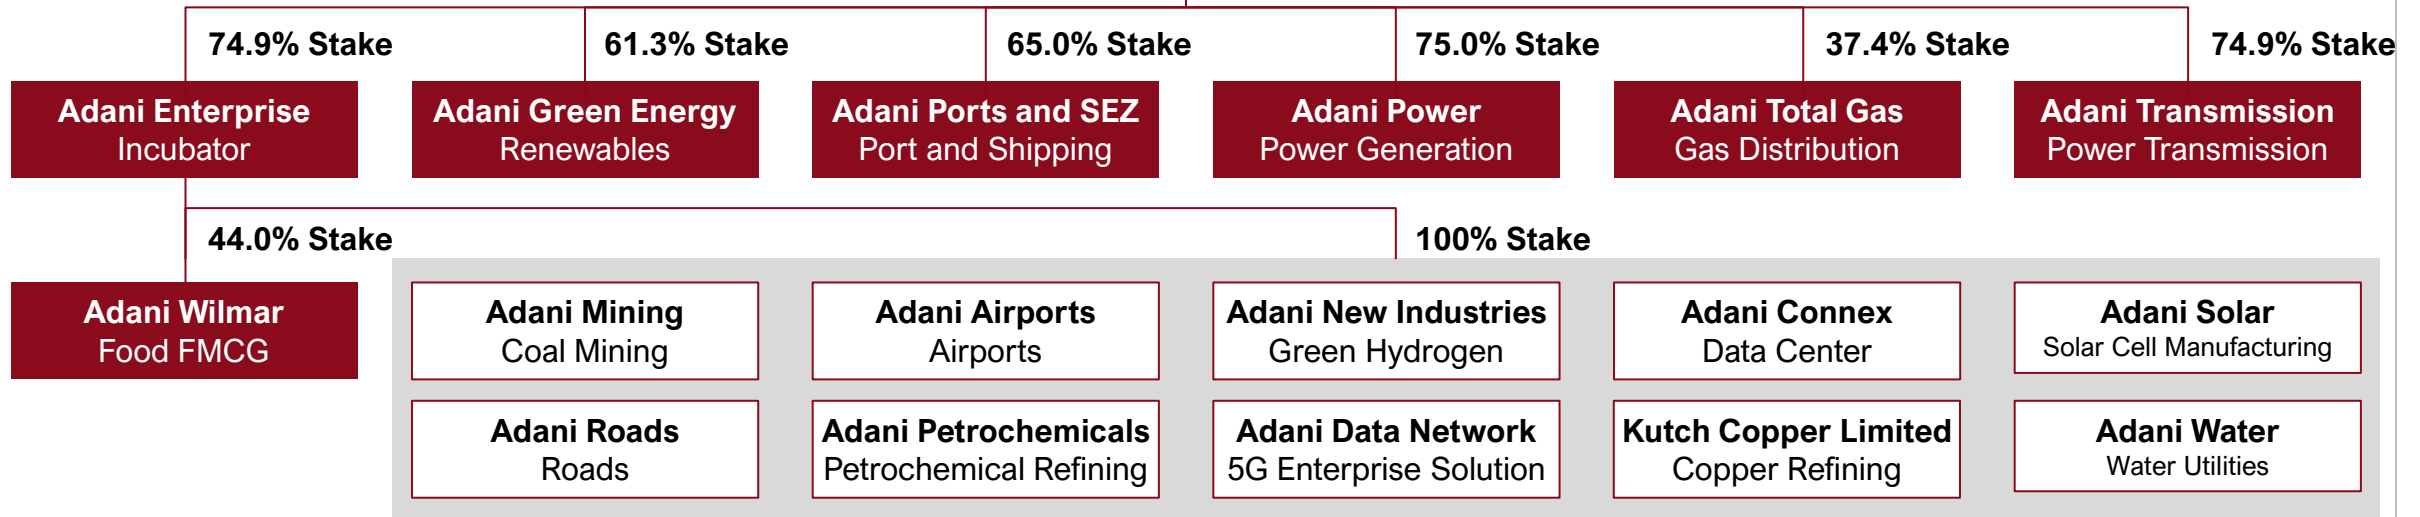 74.9% Stake
61.3% Stake
65.0% Stake
75.0% Stake
37.4% Stake
74.9% Stake
Adani Enterprise
Incubator
Adani Green Energy
Renewables
Adani Ports and SEZ
Port and Shipping
Adani Power
Power Generation
Adani Total Gas
Gas Distribution
Adani Transmission
Power Transmission
44.0% Stake
100% Stake
Adani Wilmar
Food FMCG
Adani Mining
Coal Mining
Adani Airports
Airports
Adani New Industries
Green Hydrogen
Adani Connex
Data Center
Adani Solar
Solar Cell Manufacturing
Adani Roads
Roads
Adani Petrochemicals
Petrochemical Refining
Adani Data Network
5G Enterprise Solution
Kutch Copper Limited
Copper Refining
Adani Water
Water Utilities